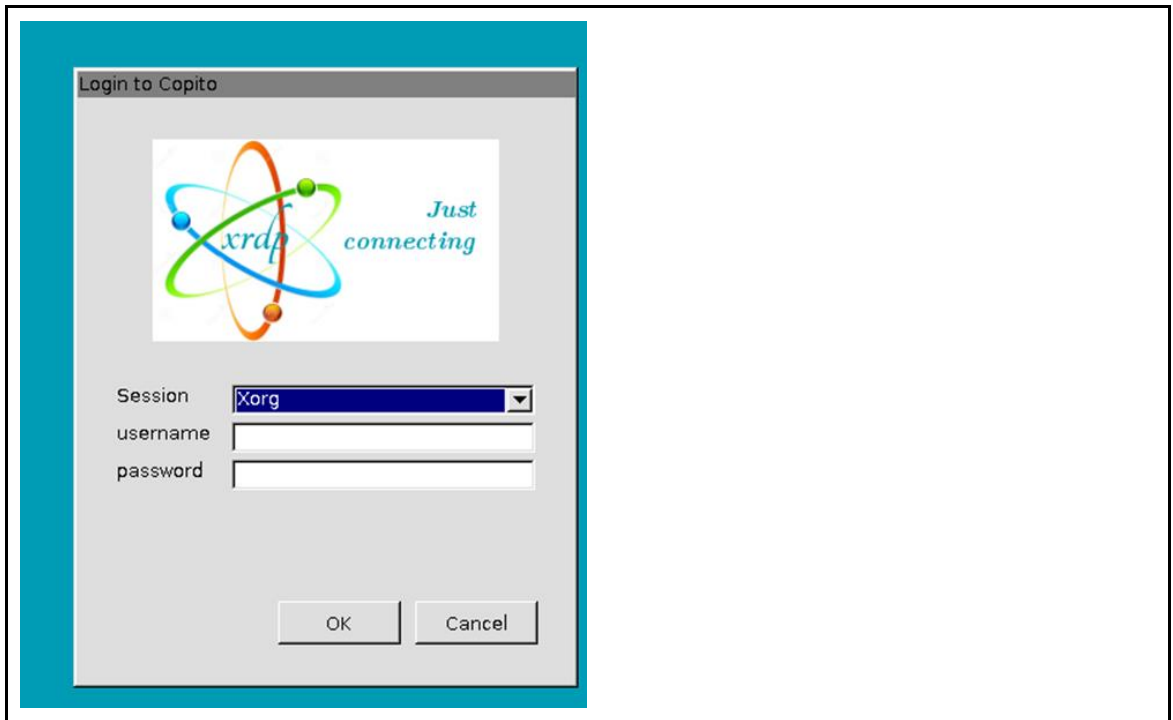 Login to Copito
xrdp
Just
connecting
Session
Xorg
username
password
OK
Cancel